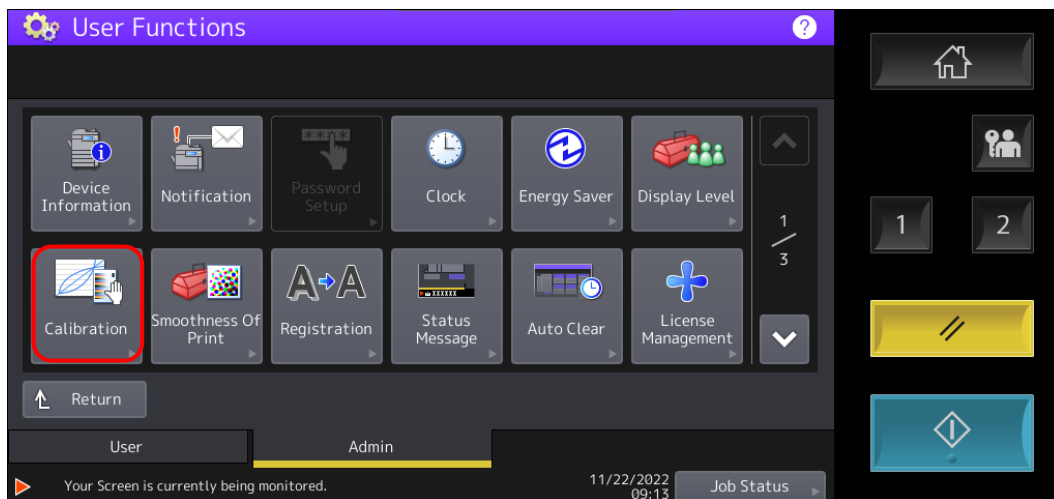 User Functions
?
Device
Information
Notification
*****
Password
Setup
Clock
Energy Saver
Display Level
1
3
Calibration
Smoothness Of
Print
A A
Registration
XXXXXX
Status
Message
Auto Clear
License
Management
Return
User
Admin
Your Screen is currently being monitored.
11/22/2022
09:13
Job Status
1
2